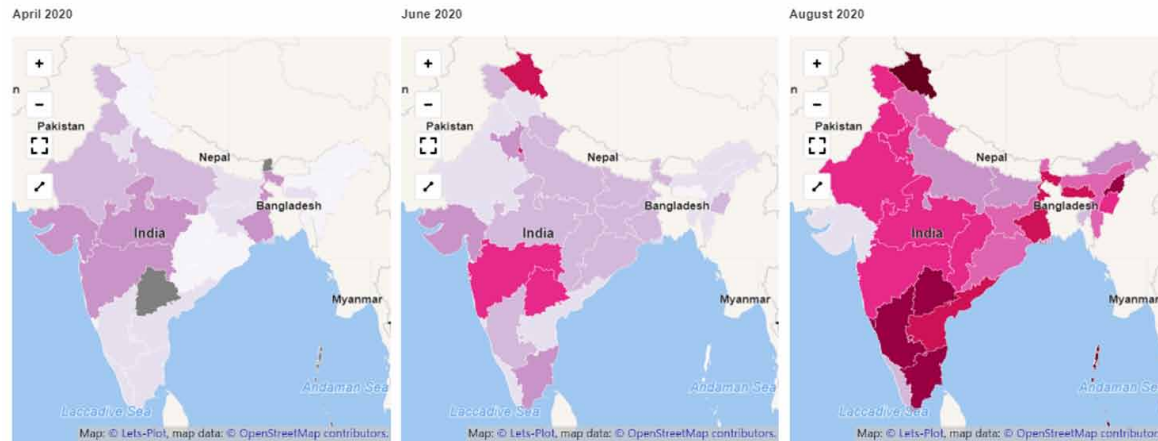 April 2020
June 2020
August 2020
+
−
n
Pakistan
Nepal
Bangladesh
India
Myanmar
Andaman Sea
Laccadive Sea
Map: © Lets-Plot, map data: © OpenStreetMap contributors.
+
−
n
Pakistan
Nepal
Bangladesh
India
Myanmar
Andaman Sea
Laccadive Sea
Map: © Lets-Plot, map data: © OpenStreetMap contributors.
+
−
n
Pakistan
Nepal
Bangladesh
India
Myanmar
Andaman Sea
Laccadive Sea
Map: © Lets-Plot, map data: © OpenStreetMap contributors.